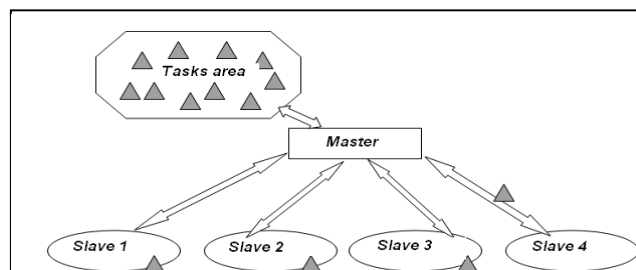 Tasks area
Master
Slave 1
Slave 2
Slave 3
Slave 4